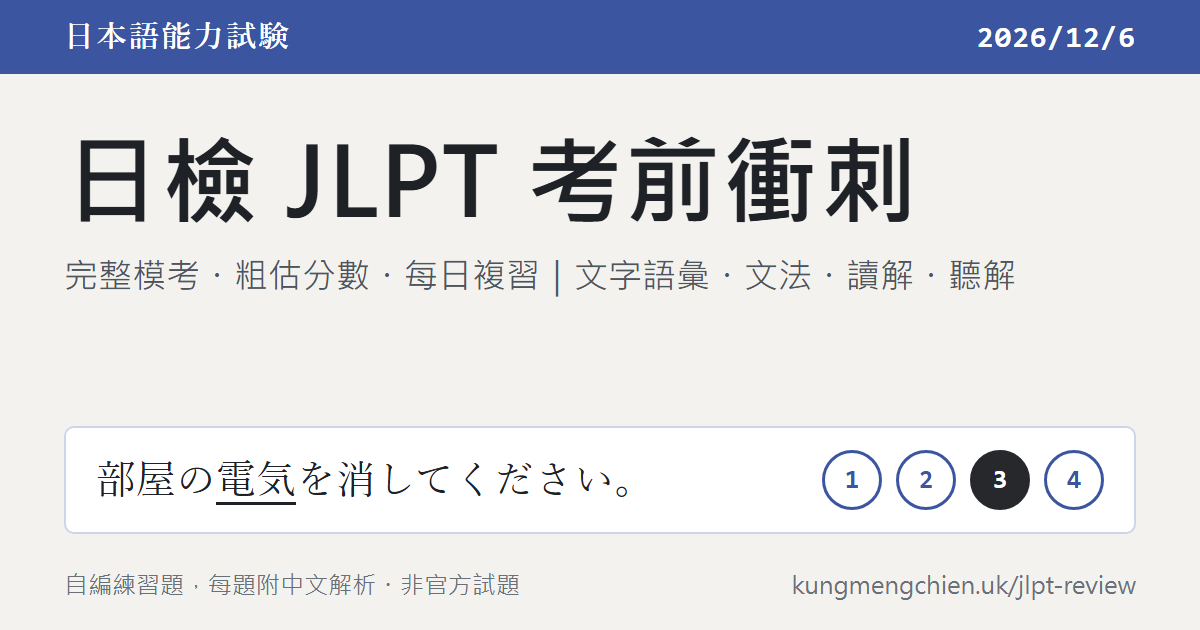 日本語能力試験
2026/12/6
日檢 JLPT 考前衝刺
完整模考 · 粗估分數 · 每日複習｜文字語彙 · 文法 · 讀解 · 聽解
部屋の電気を消してください。
1 2 3 4
自編練習題，每題附中文解析 · 非官方試題
kungmengchien.uk/jlpt-review